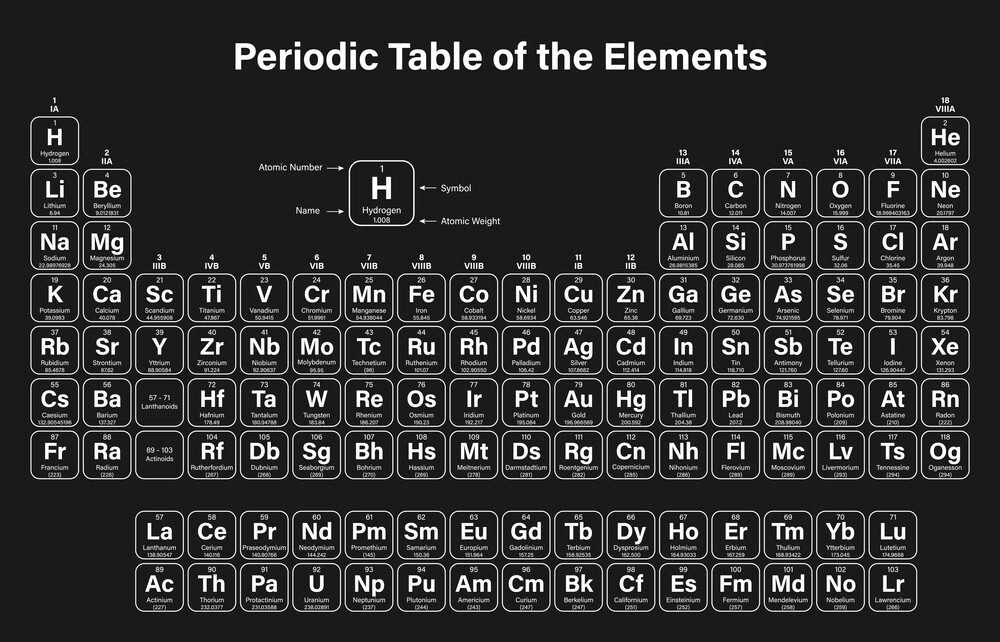 Periodic Table of the Elements
1
IA
18
VIIIA
1
H
Hydrogen
1.008
2
He
Helium
4.002602
2
IIA
13
IIIA
14
IVA
15
VA
16
VIA
17
VIIA
Atomic Number
Name
1
H
Hydrogen
1.008
Symbol
Atomic Weight
3
Li
Lithium
6.94
4
Be
Beryllium
9.0121831
5
B
Boron
10.81
6
C
Carbon
12.011
7
N
Nitrogen
14.007
8
O
Oxygen
15.999
9
F
Fluorine
18.998403163
10
Ne
Neon
20.1797
11
Na
Sodium
22.98976928
12
Mg
Magnesium
24.305
13
Al
Aluminium
26.9815385
14
Si
Silicon
28.085
15
P
Phosphorus
30.973761998
16
S
Sulfur
32.06
17
Cl
Chlorine
35.45
18
Ar
Argon
39.948
3
IIIB
4
IVB
5
VB
6
VIB
7
VIIB
8
VIIIB
9
VIIIB
10
VIIIB
11
IB
12
IIB
19
K
Potassium
39.0983
20
Ca
Calcium
40.078
21
Sc
Scandium
44.955908
22
Ti
Titanium
47.867
23
V
Vanadium
50.9415
24
Cr
Chromium
51.9961
25
Mn
Manganese
54.938044
26
Fe
Iron
55.845
27
Co
Cobalt
58.933194
28
Ni
Nickel
58.6934
29
Cu
Copper
63.546
30
Zn
Zinc
65.38
31
Ga
Gallium
69.723
32
Ge
Germanium
72.630
33
As
Arsenic
74.921595
34
Se
Selenium
78.971
35
Br
Bromine
79.904
36
Kr
Krypton
83.798
37
Rb
Rubidium
85.4678
38
Sr
Strontium
87.62
39
Y
Yttrium
88.90584
40
Zr
Zirconium
91.224
41
Nb
Niobium
92.90637
42
Mo
Molybdenum
95.95
43
Tc
Technetium
(98)
44
Ru
Ruthenium
101.07
45
Rh
Rhodium
102.90550
46
Pd
Palladium
106.42
47
Ag
Silver
107.8682
48
Cd
Cadmium
112.414
49
In
Indium
114.818
50
Sn
Tin
118.710
51
Sb
Antimony
121.760
52
Te
Tellurium
127.60
53
I
Iodine
126.90447
54
Xe
Xenon
131.293
55
Cs
Caesium
132.90545196
56
Ba
Barium
137.327
57 - 71
Lanthanoids
72
Hf
Hafnium
178.49
73
Ta
Tantalum
180.94788
74
W
Tungsten
183.84
75
Re
Rhenium
186.207
76
Os
Osmium
190.23
77
Ir
Iridium
192.217
78
Pt
Platinum
195.084
79
Au
Gold
196.966569
80
Hg
Mercury
200.592
81
Tl
Thallium
204.38
82
Pb
Lead
207.2
83
Bi
Bismuth
208.98040
84
Po
Polonium
(209)
85
At
Astatine
(210)
86
Rn
Radon
(222)
87
Fr
Francium
(223)
88
Ra
Radium
(226)
89 - 103
Actinoids
104
Rf
Rutherfordium
(267)
105
Db
Dubnium
(268)
106
Sg
Seaborgium
(269)
107
Bh
Bohrium
(270)
108
Hs
Hassium
(269)
109
Mt
Meitnerium
(278)
110
Ds
Darmstadtium
(281)
111
Rg
Roentgenium
(282)
112
Cn
Copernicium
(285)
113
Nh
Nihonium
(286)
114
Fl
Flerovium
(289)
115
Mc
Moscovium
(289)
116
Lv
Livermorium
(293)
117
Ts
Tennessine
(294)
118
Og
Oganesson
(294)
57
La
Lanthanum
138.90547
58
Ce
Cerium
140.116
59
Pr
Praseodymium
140.90766
60
Nd
Neodymium
144.242
61
Pm
Promethium
(145)
62
Sm
Samarium
150.36
63
Eu
Europium
151.964
64
Gd
Gadolinium
157.25
65
Tb
Terbium
158.92535
66
Dy
Dysprosium
162.500
67
Ho
Holmium
164.93033
68
Er
Erbium
167.259
69
Tm
Thulium
168.93422
70
Yb
Ytterbium
173.045
71
Lu
Lutetium
174.9668
89
Ac
Actinium
(227)
90
Th
Thorium
232.0377
91
Pa
Protactinium
231.03588
92
U
Uranium
238.02891
93
Np
Neptunium
(237)
94
Pu
Plutonium
(244)
95
Am
Americium
(243)
96
Cm
Curium
(247)
97
Bk
Berkelium
(247)
98
Cf
Californium
(251)
99
Es
Einsteinium
(252)
100
Fm
Fermium
(257)
101
Md
Mendelevium
(258)
102
No
Nobelium
(259)
103
Lr
Lawrencium
(266)